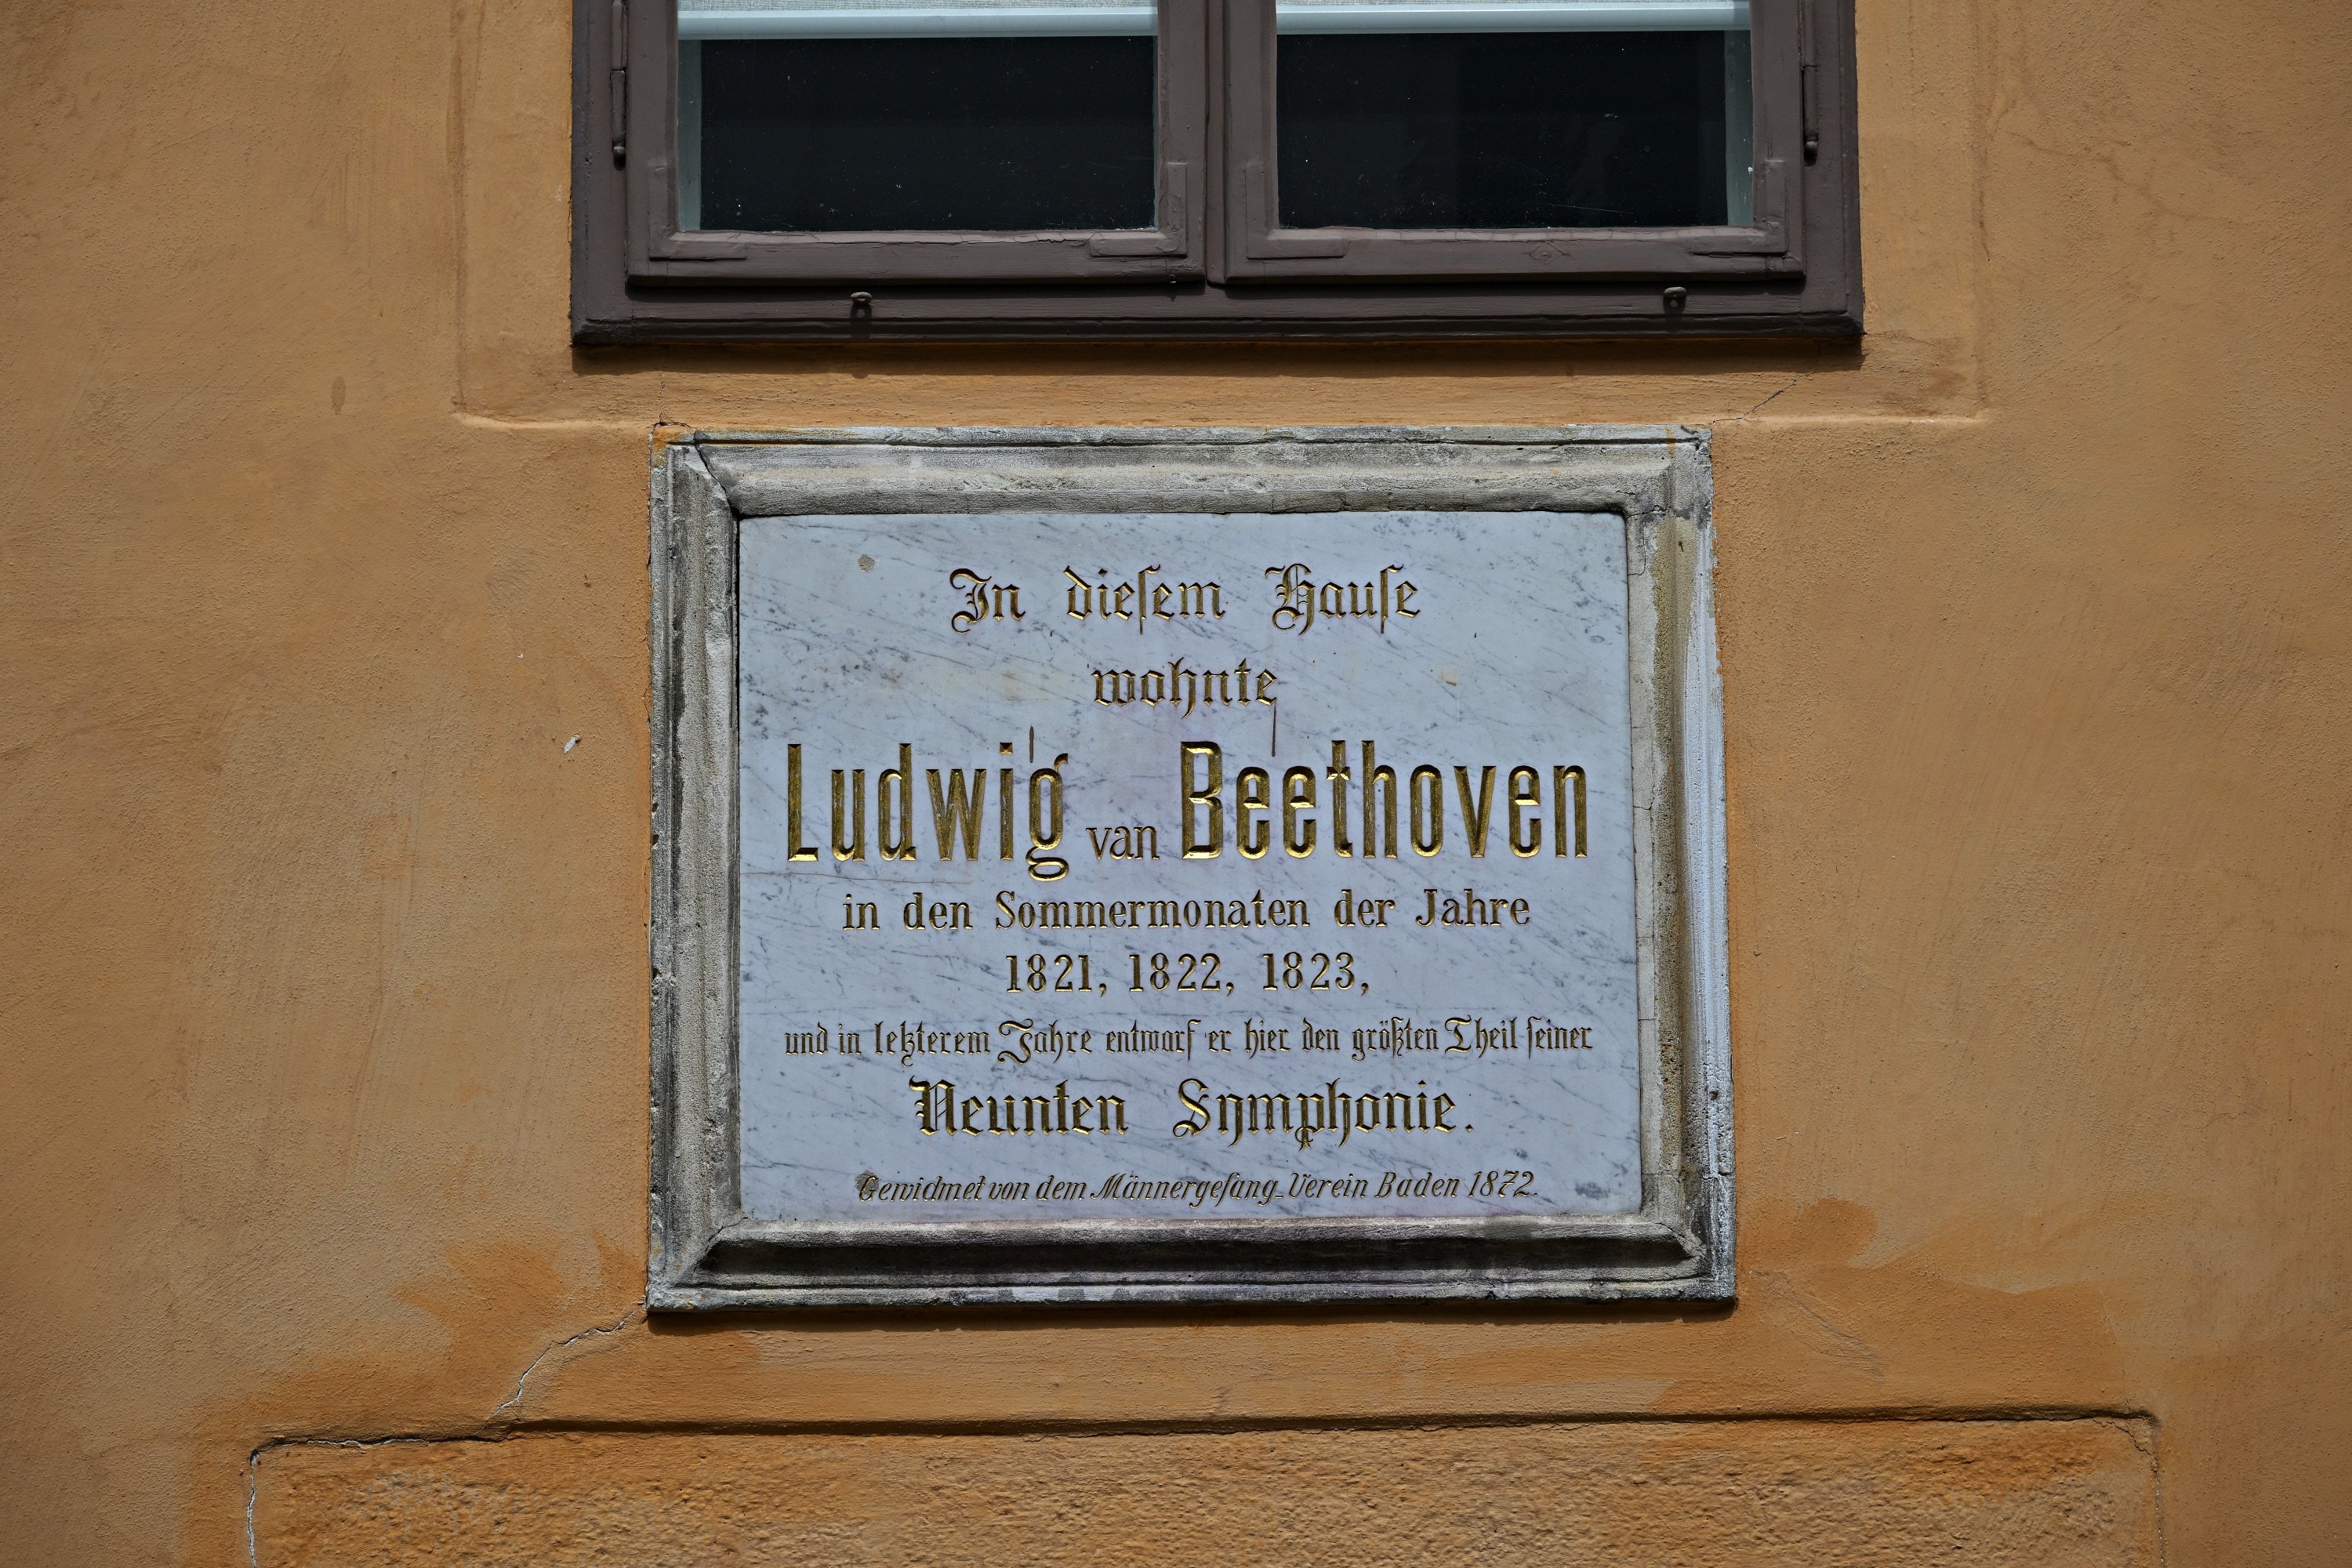 In dieſem Hauſe
wohnte
Ludwig van Beethoven
in den Sommermonaten der Jahre
1821, 1822, 1823,
und in letzterem Jahre entwarf er hier den größten Theil ſeiner
Neunten Symphonie.
Gewidmet von dem Männergeſang-Verein Baden 1872.